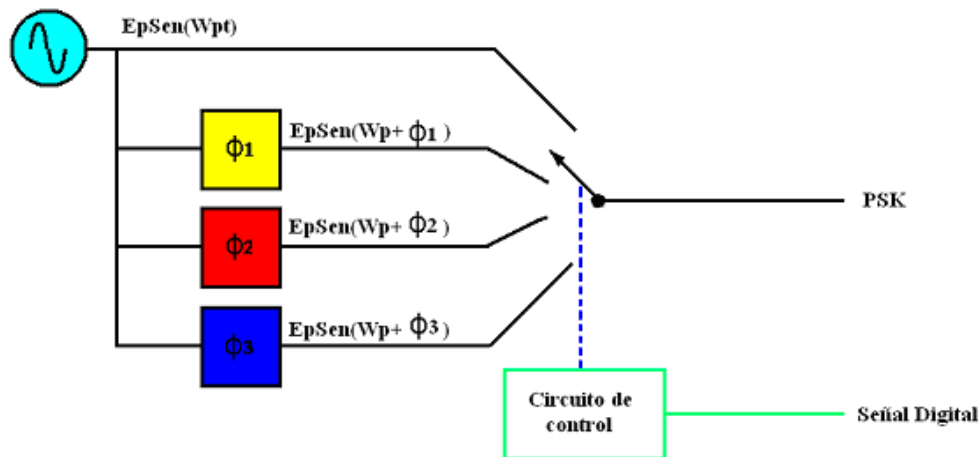 EpSen(Wpt)
ϕ1
EpSen(Wp+ ϕ1 )
PSK
ϕ2
EpSen(Wp+ ϕ2 )
ϕ3
EpSen(Wp+ ϕ3 )
Circuito de
control
Señal Digital